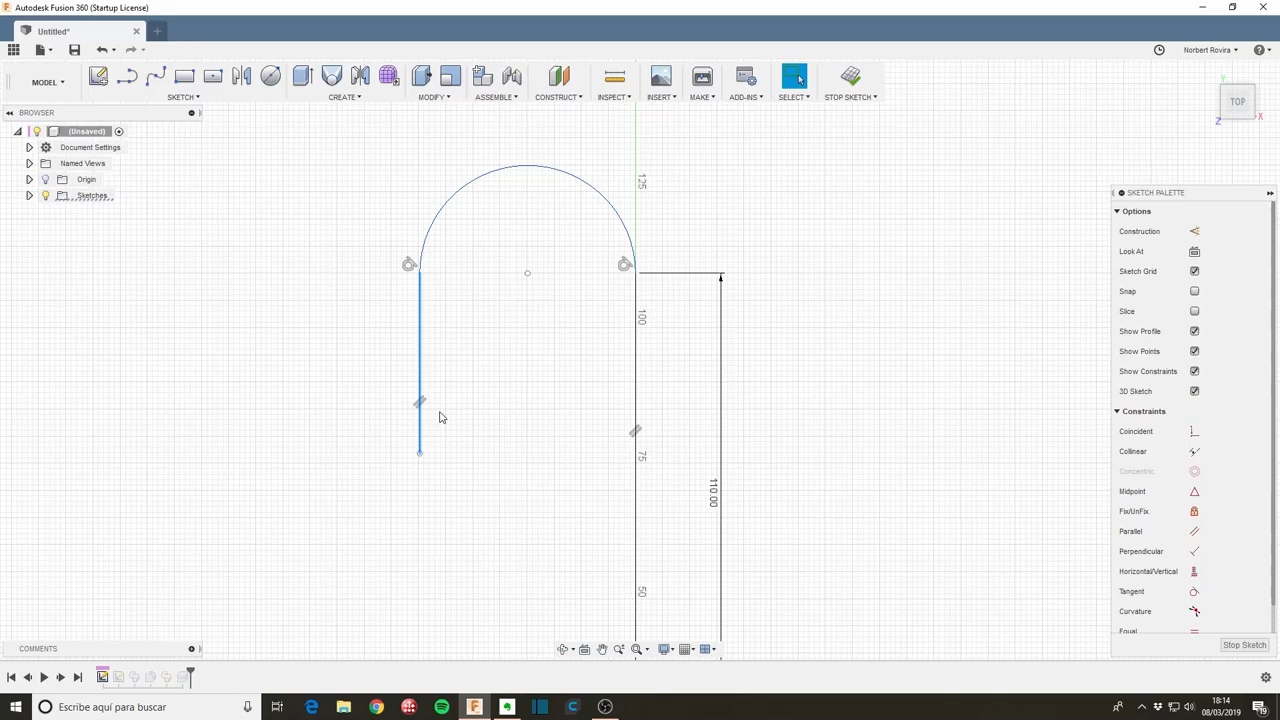 Autodesk Fusion 360 (Startup License)
Untitled*
Norbert Rovira
MODEL
SKETCH
CREATE
MODIFY
ASSEMBLE
CONSTRUCT
INSPECT
INSERT
MAKE
ADD-INS
SELECT
STOP SKETCH
BROWSER
(Unsaved)
Document Settings
Named Views
Origin
Sketches
TOP
X
Y
Z
125
100
75
50
110.00
SKETCH PALETTE
Options
Construction
Look At
Sketch Grid
Snap
Slice
Show Profile
Show Points
Show Constraints
3D Sketch
Constraints
Coincident
Collinear
Concentric
Midpoint
Fix/UnFix
Parallel
Perpendicular
Horizontal/Vertical
Tangent
Curvature
Equal
Stop Sketch
COMMENTS
Escribe aquí para buscar
18:14
08/03/2019
19